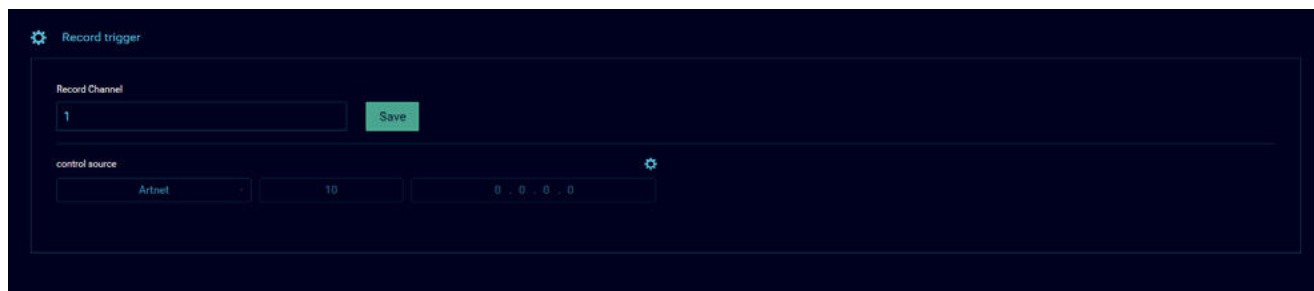 Record trigger
Record Channel
1
Save
control source
Artnet 10 0 . 0 . 0 . 0